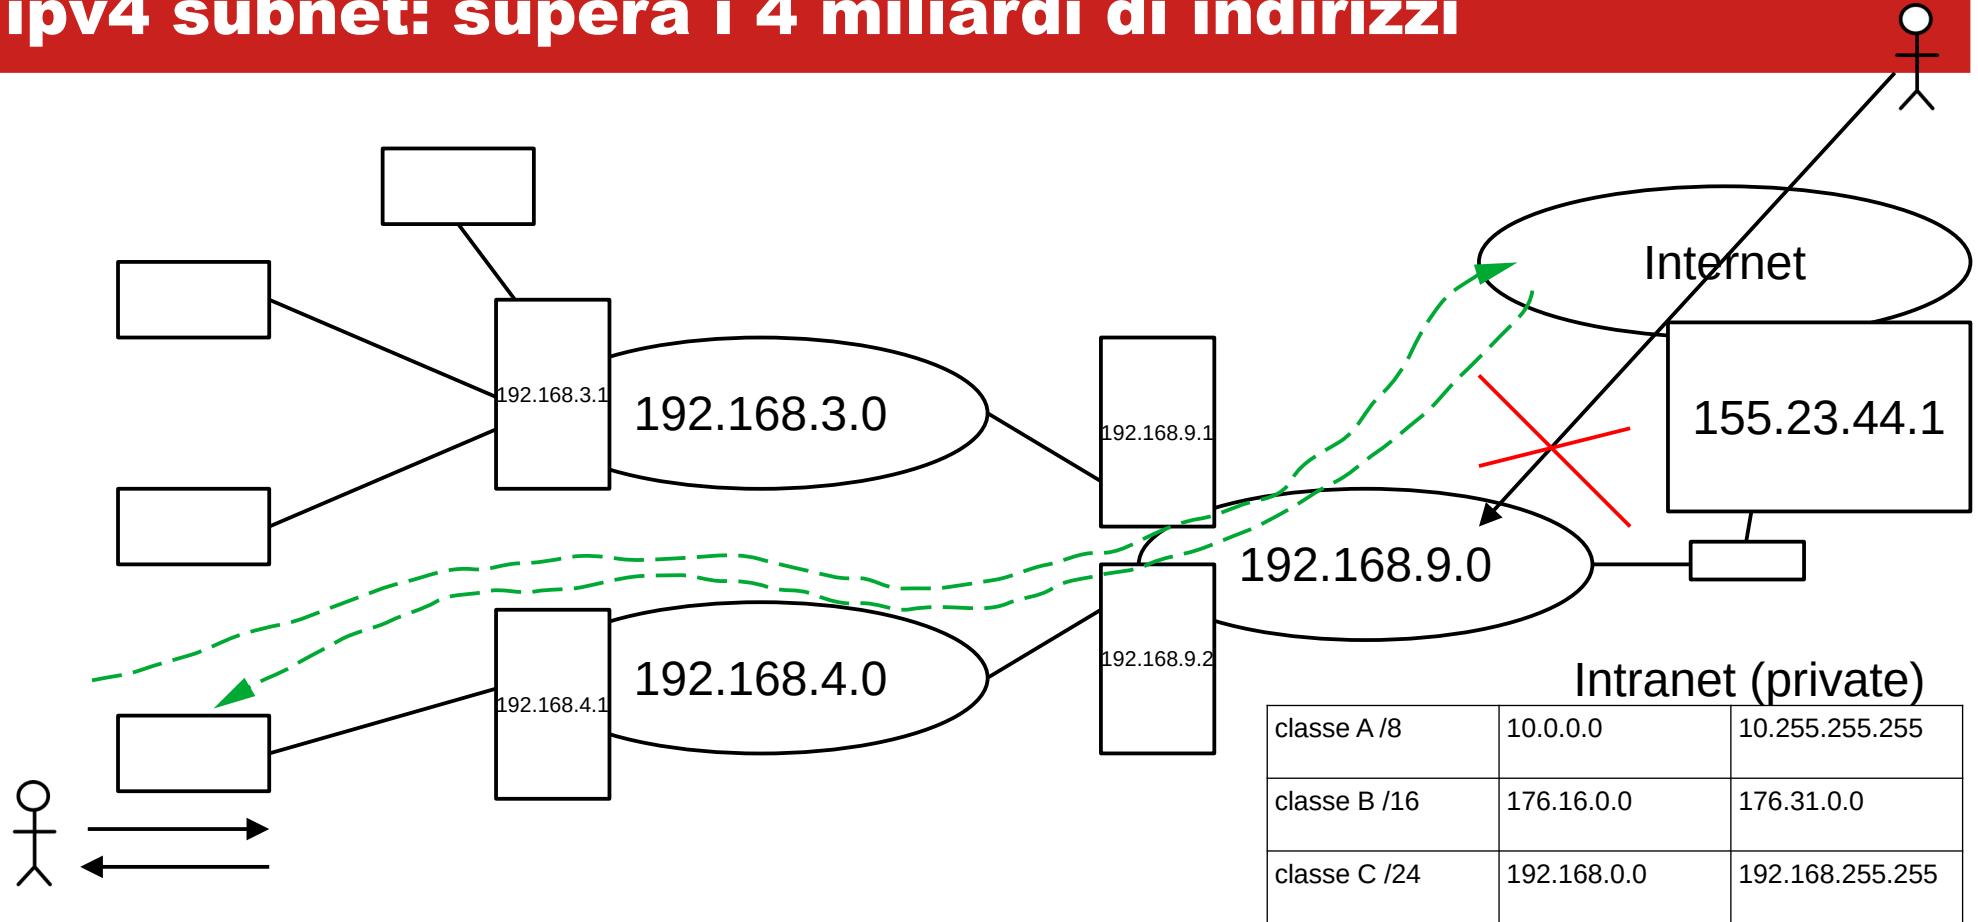 ipv4 subnet: supera i 4 miliardi di indirizzi
Internet
192.168.3.1
192.168.3.0
192.168.9.1
155.23.44.1
192.168.9.0
192.168.4.1
192.168.4.0
192.168.9.2
Intranet (private)
classe A /8 10.0.0.0 10.255.255.255
classe B /16 176.16.0.0 176.31.0.0
classe C /24 192.168.0.0 192.168.255.255